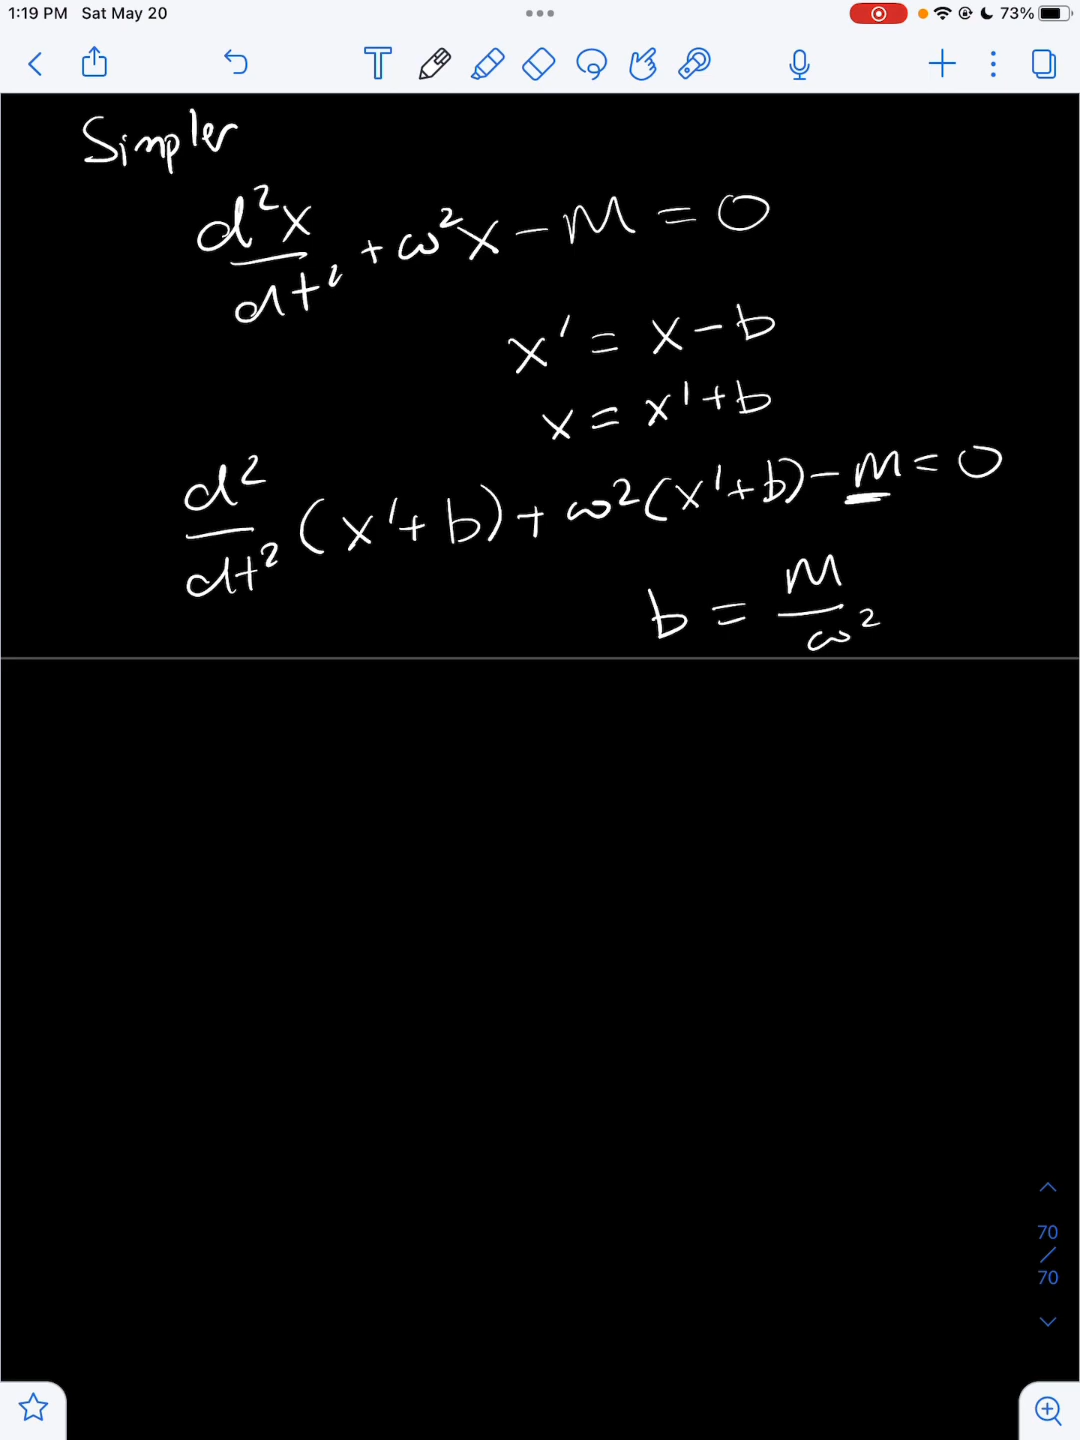 1:19 PM Sat May 20
73%
T
Simpler
d²x/dt² + ω²x - m = 0
x' = x - b
x = x' + b
d²/dt² (x' + b) + ω²(x' + b) - m = 0
b = m/ω²
70
/
70